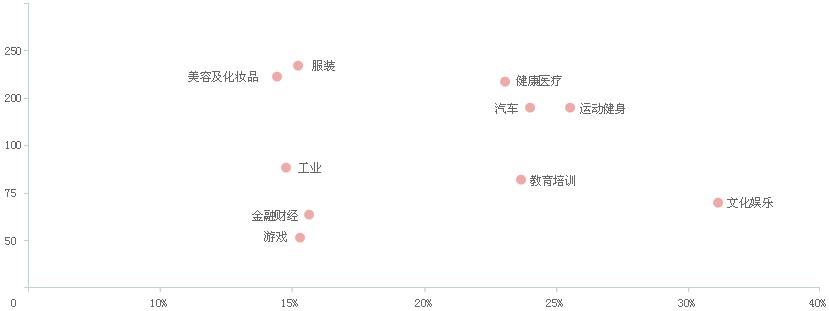 250
服装
美容及化妆品
健康医疗
200
汽车
运动健身
100
工业
教育培训
75
文化娱乐
金融财经
50
游戏
0
10%
15%
20%
25%
30%
40%